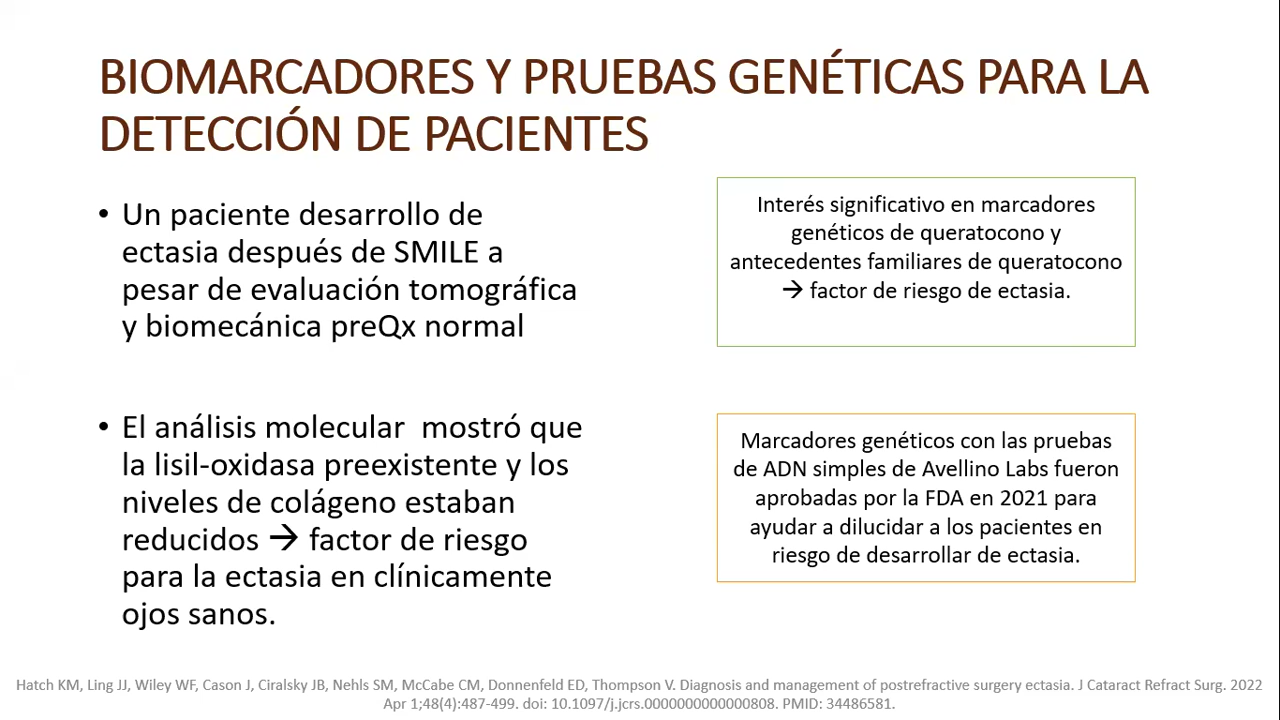 BIOMARCADORES Y PRUEBAS GENÉTICAS PARA LA
DETECCIÓN DE PACIENTES
• Un paciente desarrollo de
ectasia después de SMILE a
pesar de evaluación tomográfica
y biomecánica preQx normal
• El análisis molecular mostró que
la lisil-oxidasa preexistente y los
niveles de colágeno estaban
reducidos → factor de riesgo
para la ectasia en clínicamente
ojos sanos.
Interés significativo en marcadores
genéticos de queratocono y
antecedentes familiares de queratocono
→ factor de riesgo de ectasia.
Marcadores genéticos con las pruebas
de ADN simples de Avellino Labs fueron
aprobadas por la FDA en 2021 para
ayudar a dilucidar a los pacientes en
riesgo de desarrollar de ectasia.
Hatch KM, Ling JJ, Wiley WF, Cason J, Ciralsky JB, Nehls SM, McCabe CM, Donnenfeld ED, Thompson V. Diagnosis and management of postrefractive surgery ectasia. J Cataract Refract Surg. 2022
Apr 1;48(4):487-499. doi: 10.1097/j.jcrs.0000000000000808. PMID: 34486581.